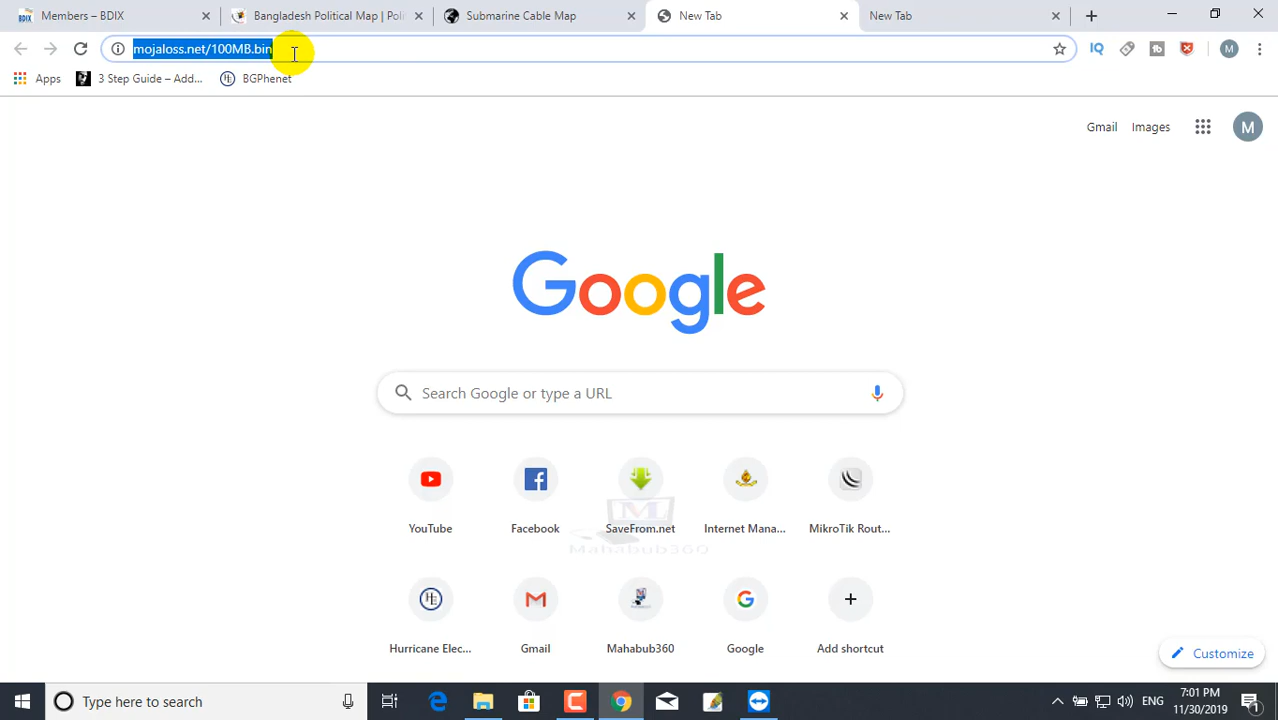 Members – BDIX
Bangladesh Political Map | Poli
Submarine Cable Map
New Tab
New Tab
mojaloss.net/100MB.bin
Apps
3 Step Guide – Add...
BGPhenet
Gmail
Images
M
Google
Search Google or type a URL
YouTube
Facebook
SaveFrom.net
Internet Mana...
MikroTik Rout...
Mahabub360
Hurricane Elec...
Gmail
Mahabub360
Google
Add shortcut
Customize
Type here to search
ENG
7:01 PM
11/30/2019